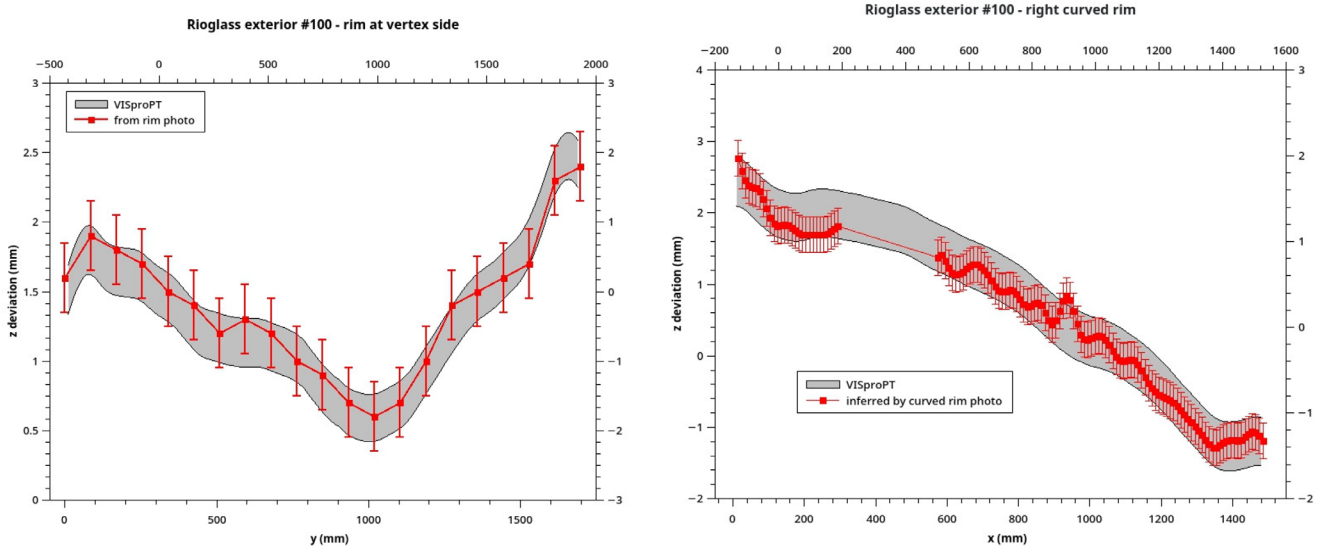 Rioglass exterior #100 - rim at vertex side
−500 0 500 1000 1500 2000
3 3
VISproPT
from rim photo
2.5 2
2 1
1.5 0
1 −1
0.5 −2
0 −3
z deviation (mm)
0 500 1000 1500
y (mm)
Rioglass exterior #100 - right curved rim
−200 0 200 400 600 800 1000 1200 1400 1600
4 3
3 2
2 1
1 0
0 −1
−1 −2
−2
z deviation (mm)
VISproPT
inferred by curved rim photo
0 200 400 600 800 1000 1200 1400
x (mm)